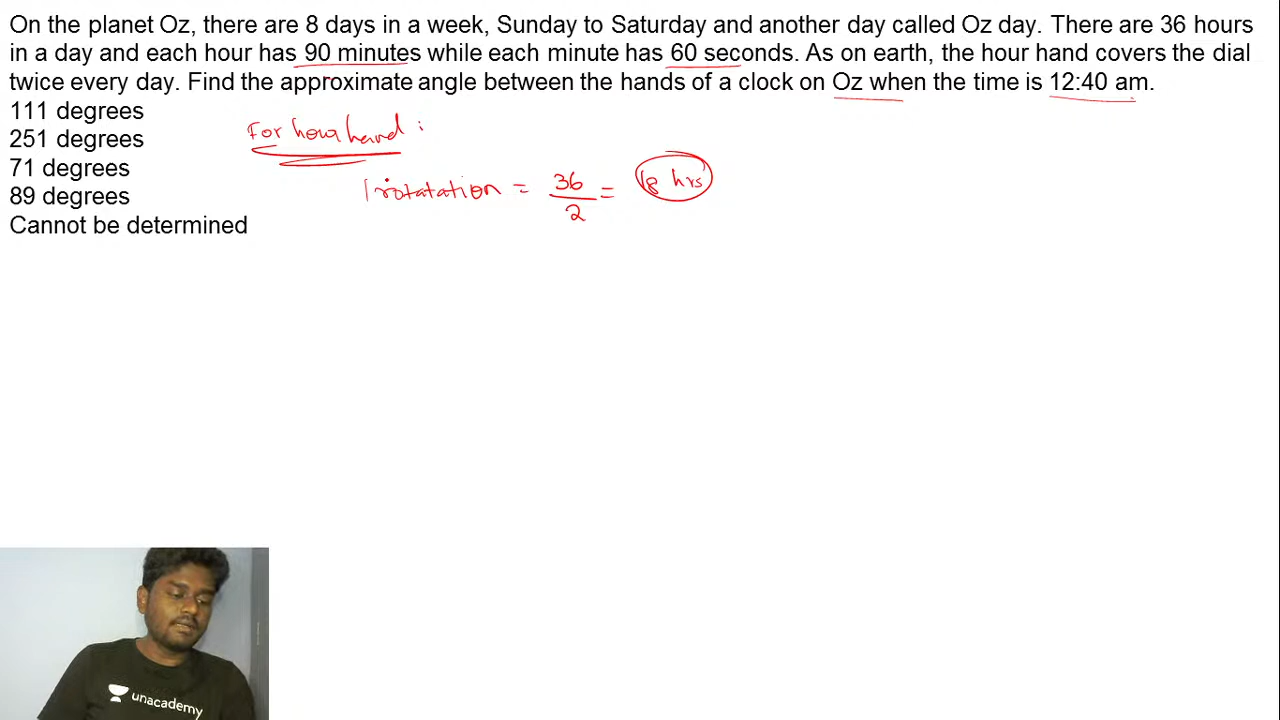 On the planet Oz, there are 8 days in a week, Sunday to Saturday and another day called Oz day. There are 36 hours
in a day and each hour has 90 minutes while each minute has 60 seconds. As on earth, the hour hand covers the dial
twice every day. Find the approximate angle between the hands of a clock on Oz when the time is 12:40 am.
111 degrees
251 degrees
71 degrees
89 degrees
Cannot be determined
For hour hand :
1 rotatation = 36/2 = 18 hrs
unacademy